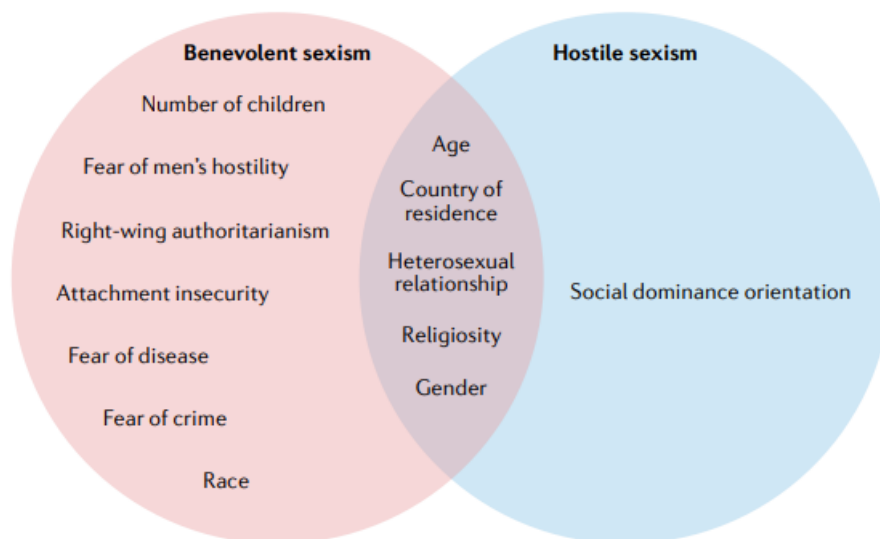 Benevolent sexism
Number of children
Fear of men's hostility
Right-wing authoritarianism
Attachment insecurity
Fear of disease
Fear of crime
Race
Age
Country of
residence
Heterosexual
relationship
Religiosity
Gender
Hostile sexism
Social dominance orientation